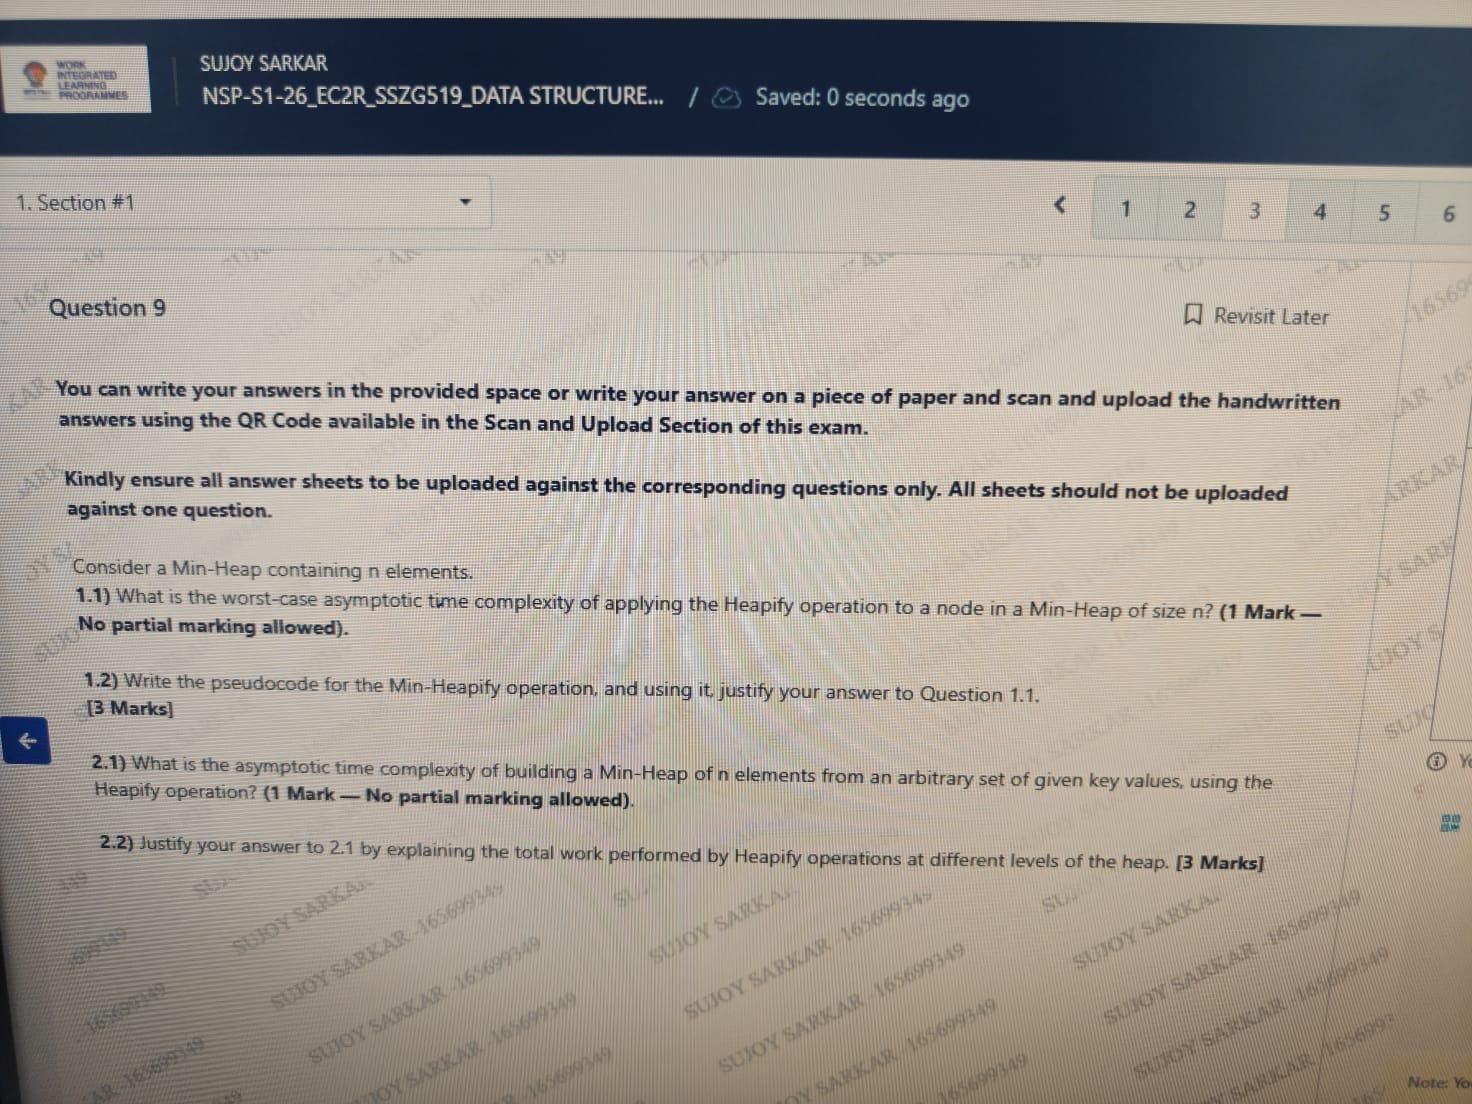 WORK
INTEGRATED
LEARNING
PROGRAMMES
SUJOY SARKAR
NSP-S1-26_EC2R_SSZG519_DATA STRUCTURE... / Saved: 0 seconds ago
1. Section #1
1 2 3 4 5 6
Question 9
Revisit Later
You can write your answers in the provided space or write your answer on a piece of paper and scan and upload the handwritten
answers using the QR Code available in the Scan and Upload Section of this exam.
Kindly ensure all answer sheets to be uploaded against the corresponding questions only. All sheets should not be uploaded
against one question.
Consider a Min-Heap containing n elements.
1.1) What is the worst-case asymptotic time complexity of applying the Heapify operation to a node in a Min-Heap of size n? (1 Mark —
No partial marking allowed).
1.2) Write the pseudocode for the Min-Heapify operation, and using it, justify your answer to Question 1.1.
[3 Marks]
2.1) What is the asymptotic time complexity of building a Min-Heap of n elements from an arbitrary set of given key values, using the
Heapify operation? (1 Mark — No partial marking allowed).
2.2) Justify your answer to 2.1 by explaining the total work performed by Heapify operations at different levels of the heap. [3 Marks]
SUJOY SARKAR -165699349
Note: